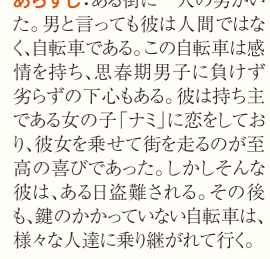 あらすじ：ある街に一人の男がい
た。男と言っても彼は人間ではな
く、自転車である。この自転車は感
情を持ち、思春期男子に負けず
劣らずの下心もある。彼は持ち主
である女の子「ナミ」に恋をしてお
り、彼女を乗せて街を走るのが至
高の喜びであった。しかしそんな
彼は、ある日盗難される。その後
も、鍵のかかっていない自転車は、
様々な人達に乗り継がれて行く。